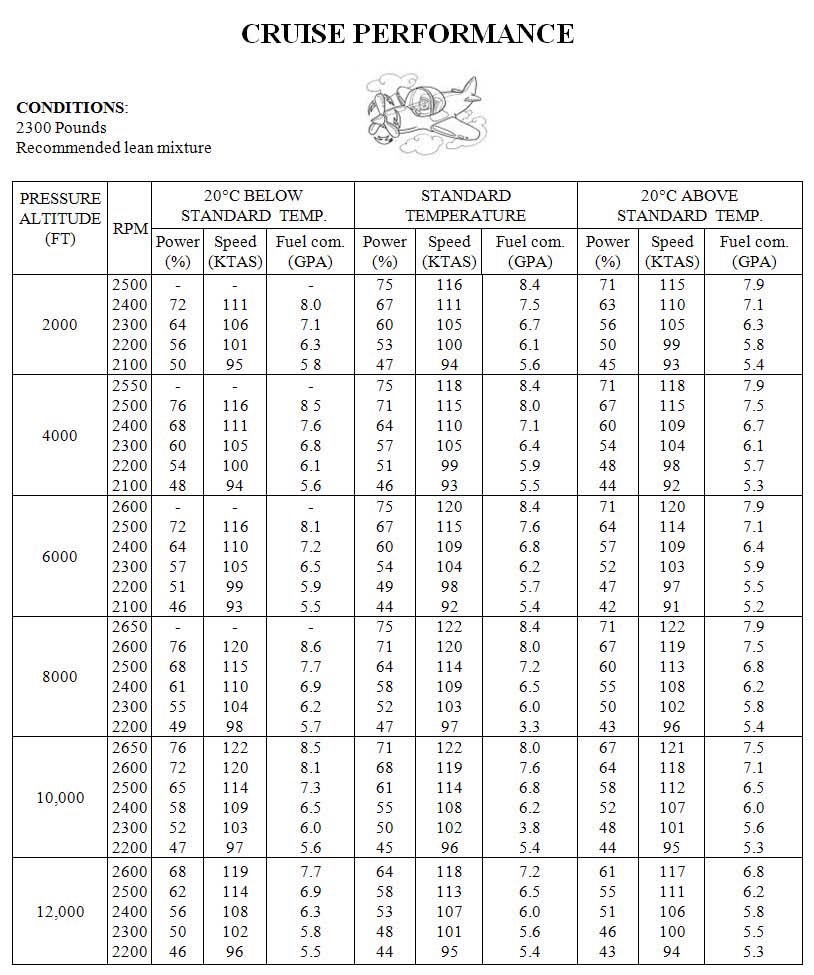 CRUISE PERFORMANCE
CONDITIONS:
2300 Pounds
Recommended lean mixture
PRESSURE ALTITUDE (FT) RPM 20°C BELOW STANDARD TEMP. STANDARD TEMPERATURE 20°C ABOVE STANDARD TEMP.
Power (%) Speed (KTAS) Fuel com. (GPA) Power (%) Speed (KTAS) Fuel com. (GPA) Power (%) Speed (KTAS) Fuel com. (GPA)
2000
2500 - - - 75 116 8.4 71 115 7.9
2400 72 111 8.0 67 111 7.5 63 110 7.1
2300 64 106 7.1 60 105 6.7 56 105 6.3
2200 56 101 6.3 53 100 6.1 50 99 5.8
2100 50 95 5 8 47 94 5.6 45 93 5.4
4000
2550 - - - 75 118 8.4 71 118 7.9
2500 76 116 8 5 71 115 8.0 67 115 7.5
2400 68 111 7.6 64 110 7.1 60 109 6.7
2300 60 105 6.8 57 105 6.4 54 104 6.1
2200 54 100 6.1 51 99 5.9 48 98 5.7
2100 48 94 5.6 46 93 5.5 44 92 5.3
6000
2600 - - - 75 120 8.4 71 120 7.9
2500 72 116 8.1 67 115 7.6 64 114 7.1
2400 64 110 7.2 60 109 6.8 57 109 6.4
2300 57 105 6.5 54 104 6.2 52 103 5.9
2200 51 99 5.9 49 98 5.7 47 97 5.5
2100 46 93 5.5 44 92 5.4 42 91 5.2
8000
2650 - - - 75 122 8.4 71 122 7.9
2600 76 120 8.6 71 120 8.0 67 119 7.5
2500 68 115 7.7 64 114 7.2 60 113 6.8
2400 61 110 6.9 58 109 6.5 55 108 6.2
2300 55 104 6.2 52 103 6.0 50 102 5.8
2200 49 98 5.7 47 97 3.3 43 96 5.4
10,000
2650 76 122 8.5 71 122 8.0 67 121 7.5
2600 72 120 8.1 68 119 7.6 64 118 7.1
2500 65 114 7.3 61 114 6.8 58 112 6.5
2400 58 109 6.5 55 108 6.2 52 107 6.0
2300 52 103 6.0 50 102 3.8 48 101 5.6
2200 47 97 5.6 45 96 5.4 44 95 5.3
12,000
2600 68 119 7.7 64 118 7.2 61 117 6.8
2500 62 114 6.9 58 113 6.5 55 111 6.2
2400 56 108 6.3 53 107 6.0 51 106 5.8
2300 50 102 5.8 48 101 5.6 46 100 5.5
2200 46 96 5.5 44 95 5.4 43 94 5.3